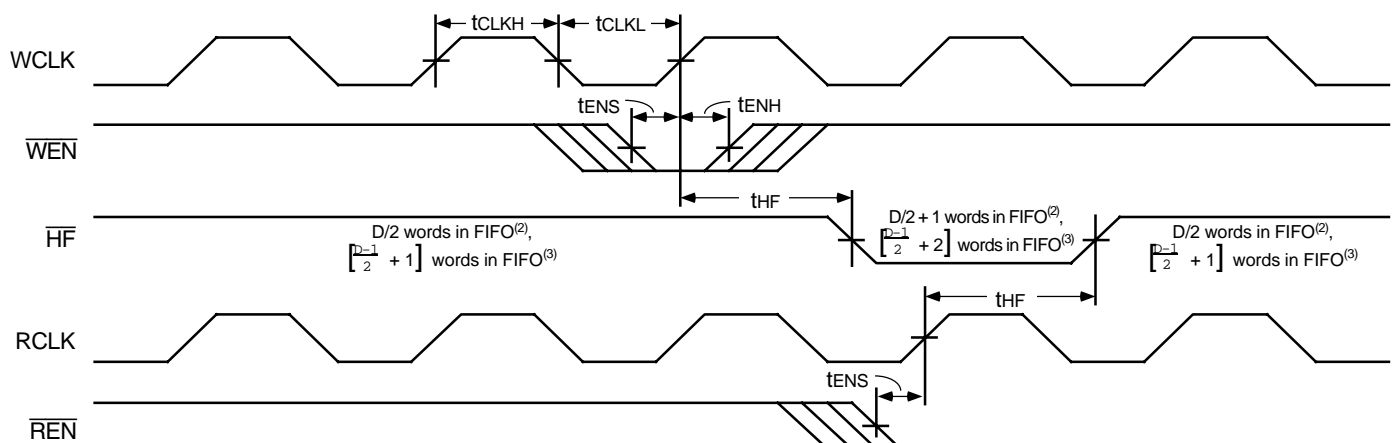 tCLKH
tCLKL
WCLK
tENS
tENH
WEN
tHF
HF
D/2 words in FIFO(2),
[D-1/2 + 1] words in FIFO(3)
D/2 + 1 words in FIFO(2),
[D-1/2 + 2] words in FIFO(3)
D/2 words in FIFO(2),
[D-1/2 + 1] words in FIFO(3)
tHF
RCLK
tENS
REN